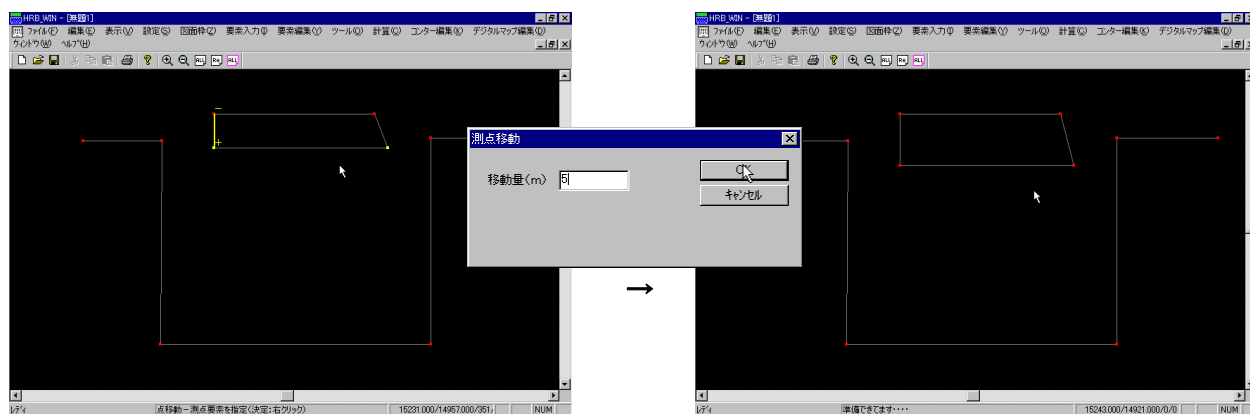 HRB_WIN - [無題1]
ファイル(F) 編集(E) 表示(V) 設定(S) 図面枠(Z) 要素入力(I) 要素編集(Y) ツール(Q) 計算(C) コンター編集(K) デジタルマップ編集(D)
ウィンドウ(W) ヘルプ(H)
ALL RH ALL
-
+
レディ 点移動-測点要素を指定(決定:右クリック) 15231.000/14957.000/351/ NUM
測点移動
移動量(m) 5 OK
キャンセル
→
HRB_WIN - [無題1]
ファイル(F) 編集(E) 表示(V) 設定(S) 図面枠(Z) 要素入力(I) 要素編集(Y) ツール(Q) 計算(C) コンター編集(K) デジタルマップ編集(D)
ウィンドウ(W) ヘルプ(H)
ALL RH ALL
レディ 準備できてます・・・・ 15243.000/14921.000/0/0 NUM